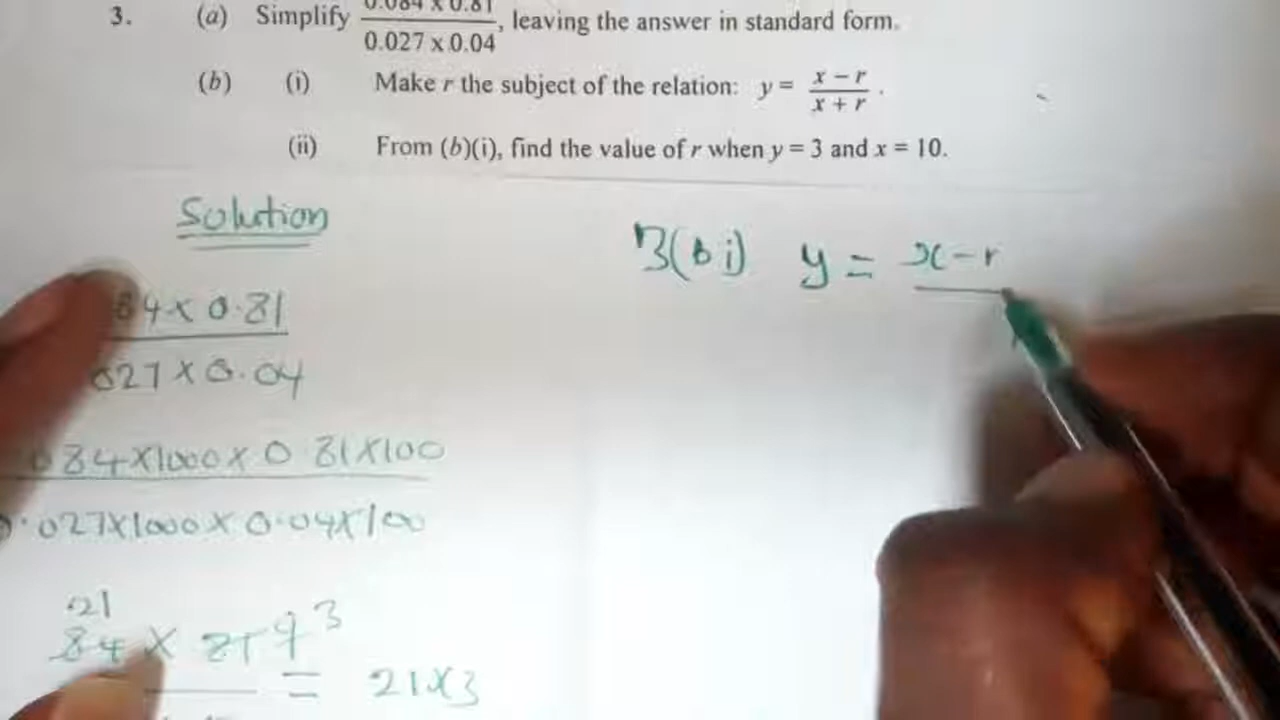 3. (a) Simplify 0.084 x 0.81 / 0.027 x 0.04 , leaving the answer in standard form.
(b) (i) Make r the subject of the relation: y = x - r / x + r .
(ii) From (b)(i), find the value of r when y = 3 and x = 10.
Solution
84 x 0.81
027 x 0.04
084 x 1000 x 0.81 x 100
0.027 x 1000 x 0.04 x 100
21
84 x 81 9 3
= 21 x 3
3(b i) y = x - r